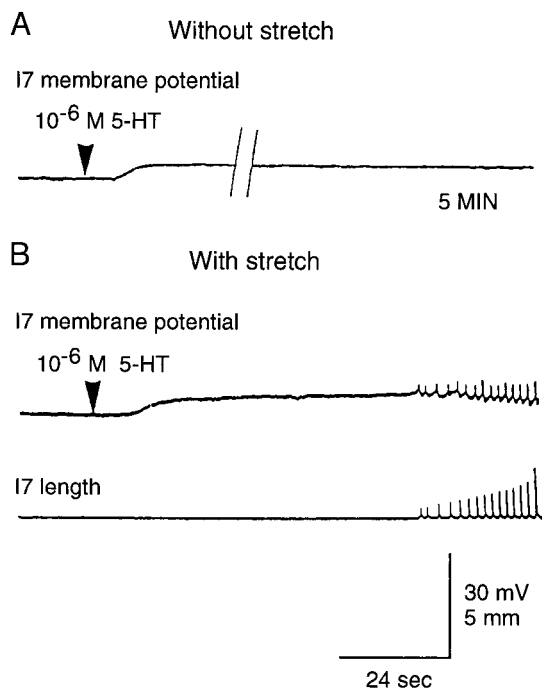 A
Without stretch
I7 membrane potential
10⁻⁶ M 5-HT
5 MIN
B
With stretch
I7 membrane potential
10⁻⁶ M 5-HT
I7 length
30 mV
5 mm
24 sec